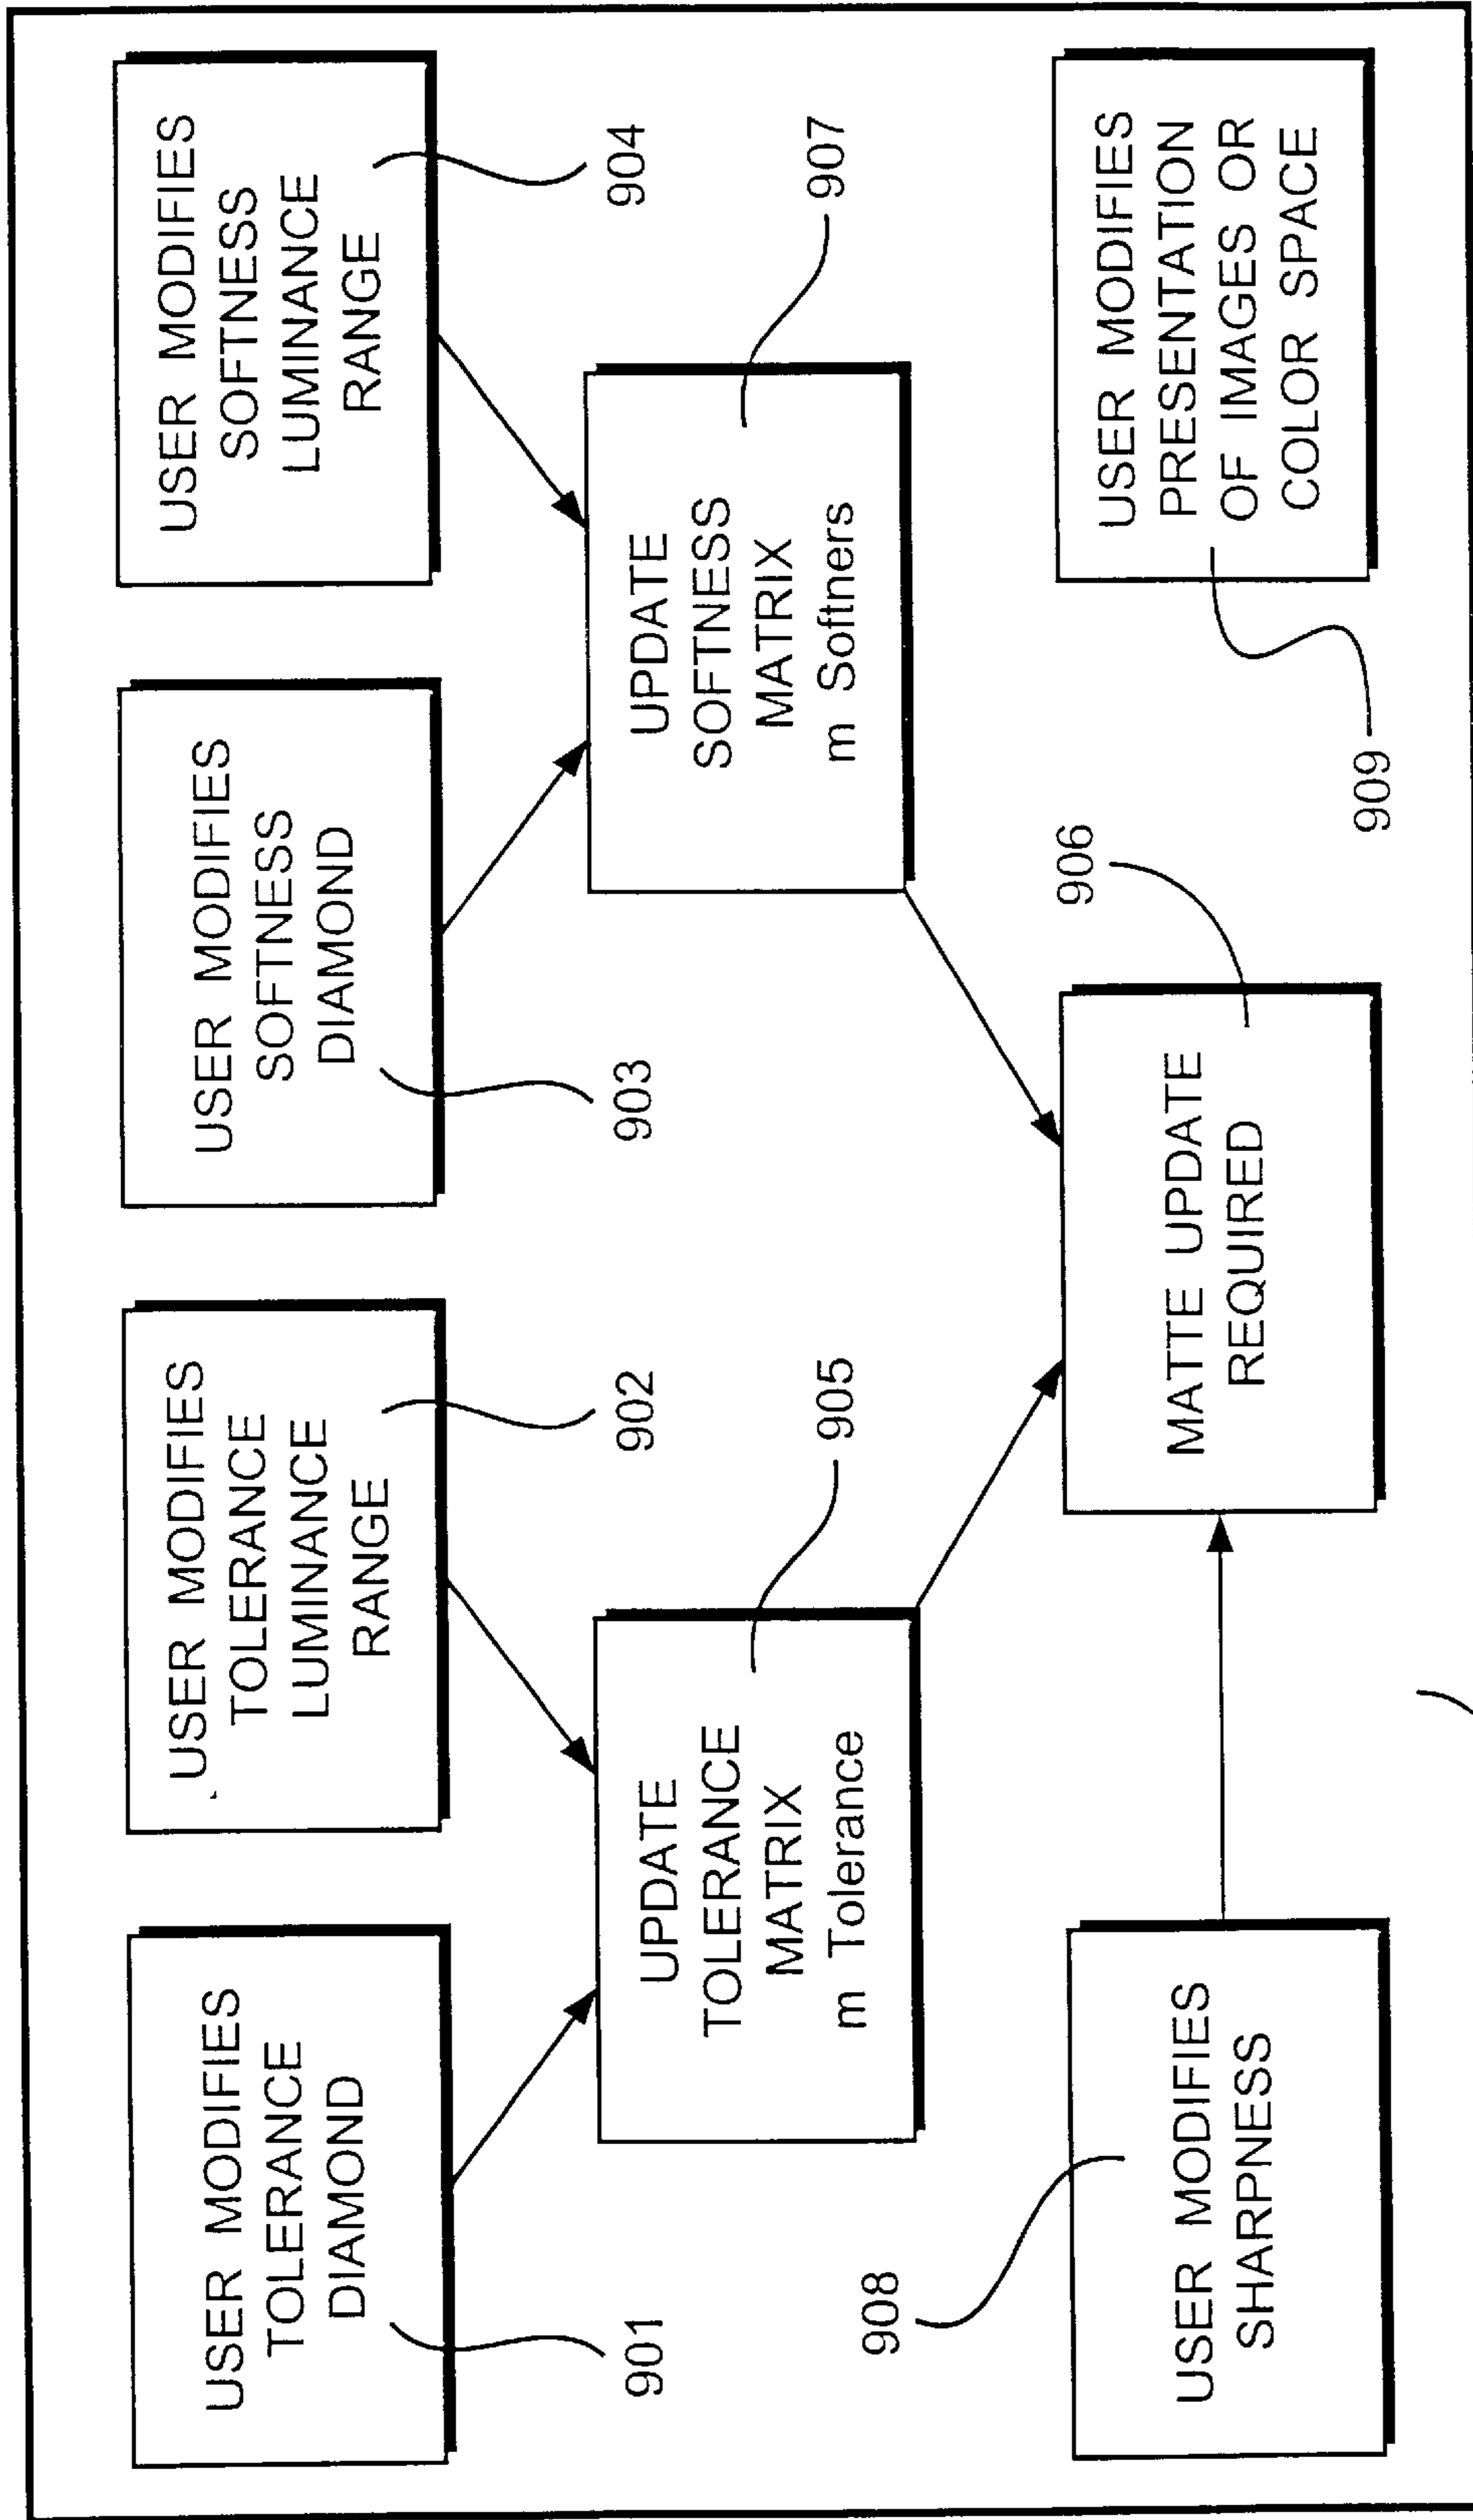 USER MODIFIES
TOLERANCE
DIAMOND
901
USER MODIFIES
TOLERANCE
LUMINANCE
RANGE
902
USER MODIFIES
SOFTNESS
DIAMOND
903
USER MODIFIES
SOFTNESS
LUMINANCE
RANGE
904
UPDATE
TOLERANCE
MATRIX
m Tolerance
905
UPDATE
SOFTNESS
MATRIX
m Softners
907
908
USER MODIFIES
SHARPNESS
MATTE UPDATE
REQUIRED
906
USER MODIFIES
PRESENTATION
OF IMAGES OR
COLOR SPACE
909